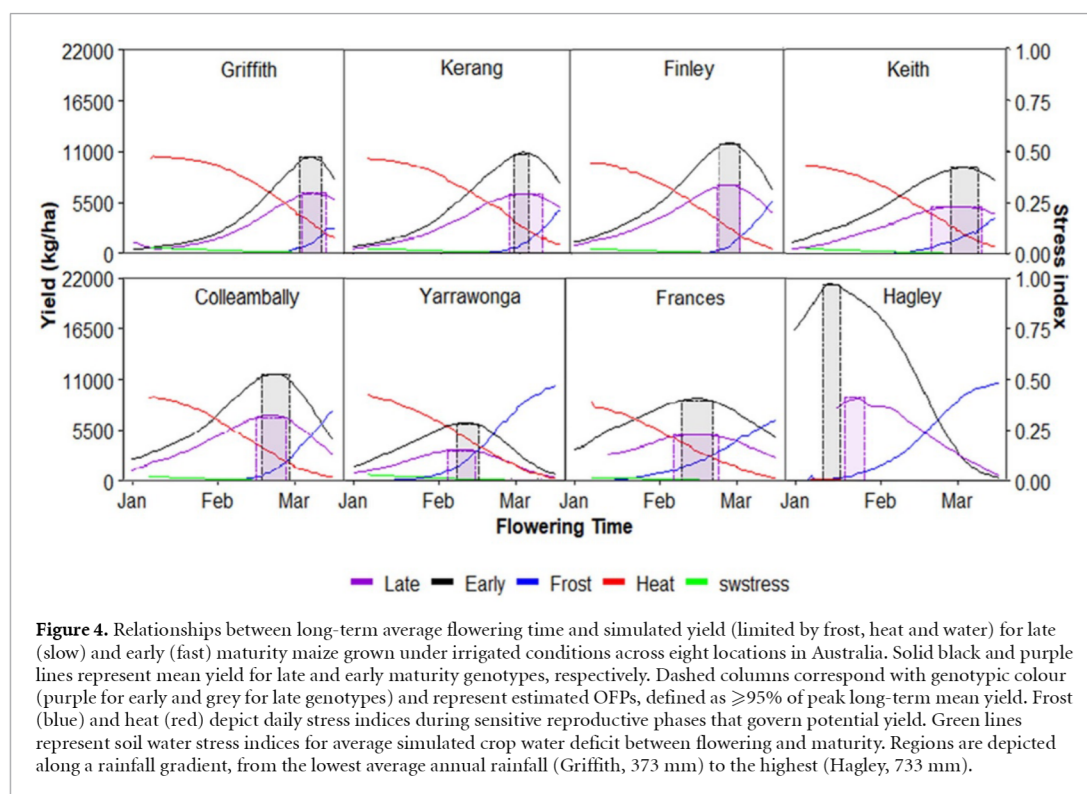 22000
16500
11000
5500
0
Griffith
Kerang
Finley
Keith
1.00
0.75
0.50
0.25
0.00
Yield (kg/ha)
Stress index
22000
16500
11000
5500
0
Colleambally
Yarrawonga
Frances
Hagley
1.00
0.75
0.50
0.25
0.00
Jan Feb Mar Jan Feb Mar Jan Feb Mar Jan Feb Mar
Flowering Time
Late Early Frost Heat swstress
Figure 4. Relationships between long-term average flowering time and simulated yield (limited by frost, heat and water) for late
(slow) and early (fast) maturity maize grown under irrigated conditions across eight locations in Australia. Solid black and purple
lines represent mean yield for late and early maturity genotypes, respectively. Dashed columns correspond with genotypic colour
(purple for early and grey for late genotypes) and represent estimated OFPs, defined as ⩾95% of peak long-term mean yield. Frost
(blue) and heat (red) depict daily stress indices during sensitive reproductive phases that govern potential yield. Green lines
represent soil water stress indices for average simulated crop water deficit between flowering and maturity. Regions are depicted
along a rainfall gradient, from the lowest average annual rainfall (Griffith, 373 mm) to the highest (Hagley, 733 mm).